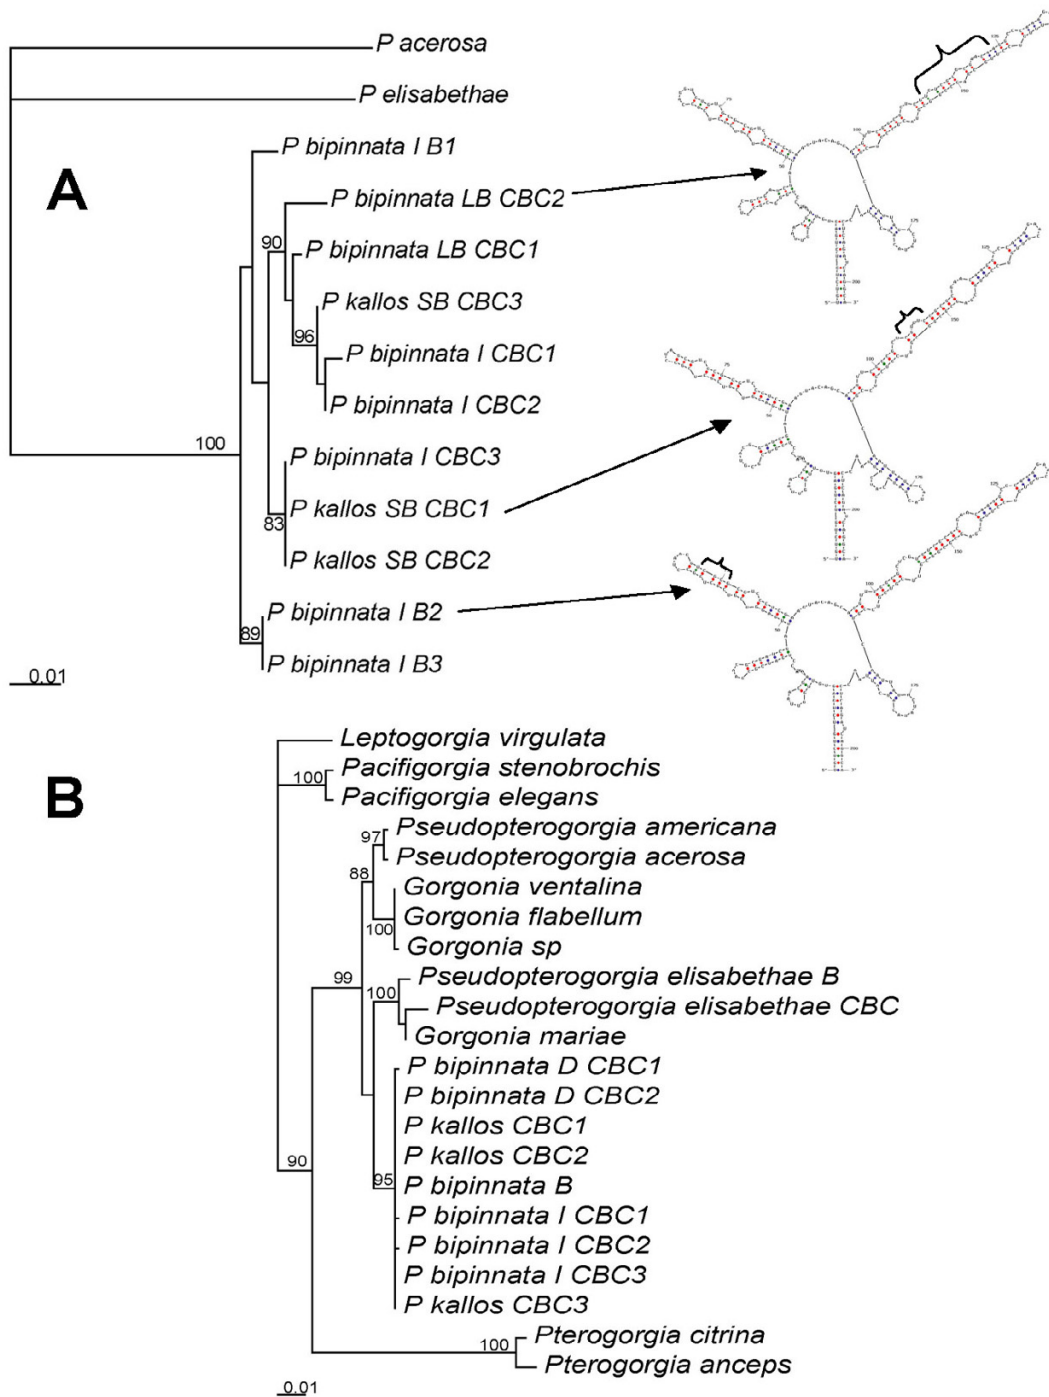 P acerosa
P elisabethae
A
P bipinnata I B1
P bipinnata LB CBC2
90
P bipinnata LB CBC1
P kallos SB CBC3
96
P bipinnata I CBC1
P bipinnata I CBC2
100
P bipinnata I CBC3
P kallos SB CBC1
83
P kallos SB CBC2
P bipinnata I B2
89
P bipinnata I B3
0.01
B
Leptogorgia virgulata
Pacifigorgia stenobrochis
100
Pacifigorgia elegans
Pseudopterogorgia americana
97
Pseudopterogorgia acerosa
88
Gorgonia ventalina
Gorgonia flabellum
100
Gorgonia sp
99
Pseudopterogorgia elisabethae B
100
Pseudopterogorgia elisabethae CBC
Gorgonia mariae
P bipinnata D CBC1
P bipinnata D CBC2
P kallos CBC1
P kallos CBC2
90
95
P bipinnata B
P bipinnata I CBC1
P bipinnata I CBC2
P bipinnata I CBC3
P kallos CBC3
Pterogorgia citrina
100
Pterogorgia anceps
0.01